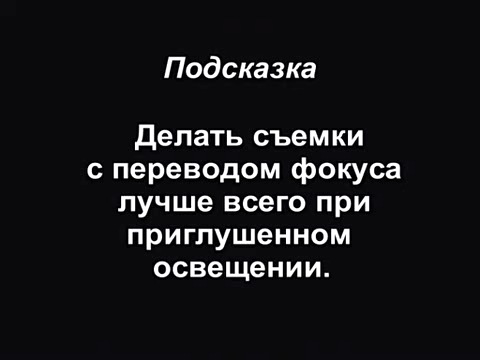 Подсказка
Делать съемки
с переводом фокуса
лучше всего при
приглушенном
освещении.